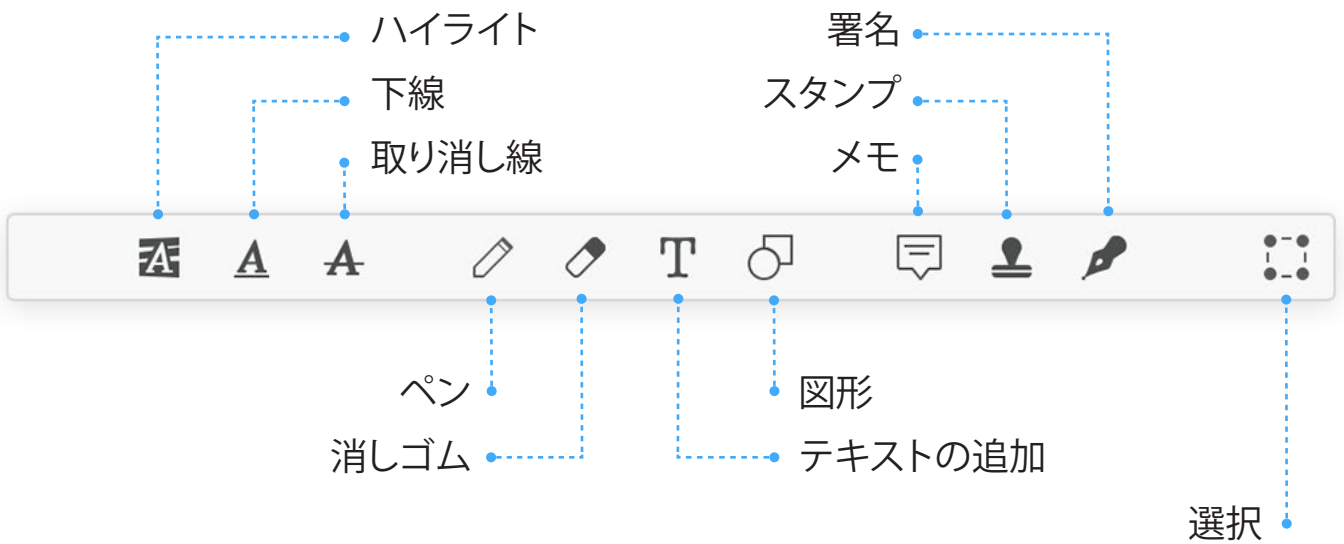 ハイライト
署名
下線
スタンプ
取り消し線
メモ
A A A T
ペン
図形
消しゴム
テキストの追加
選択